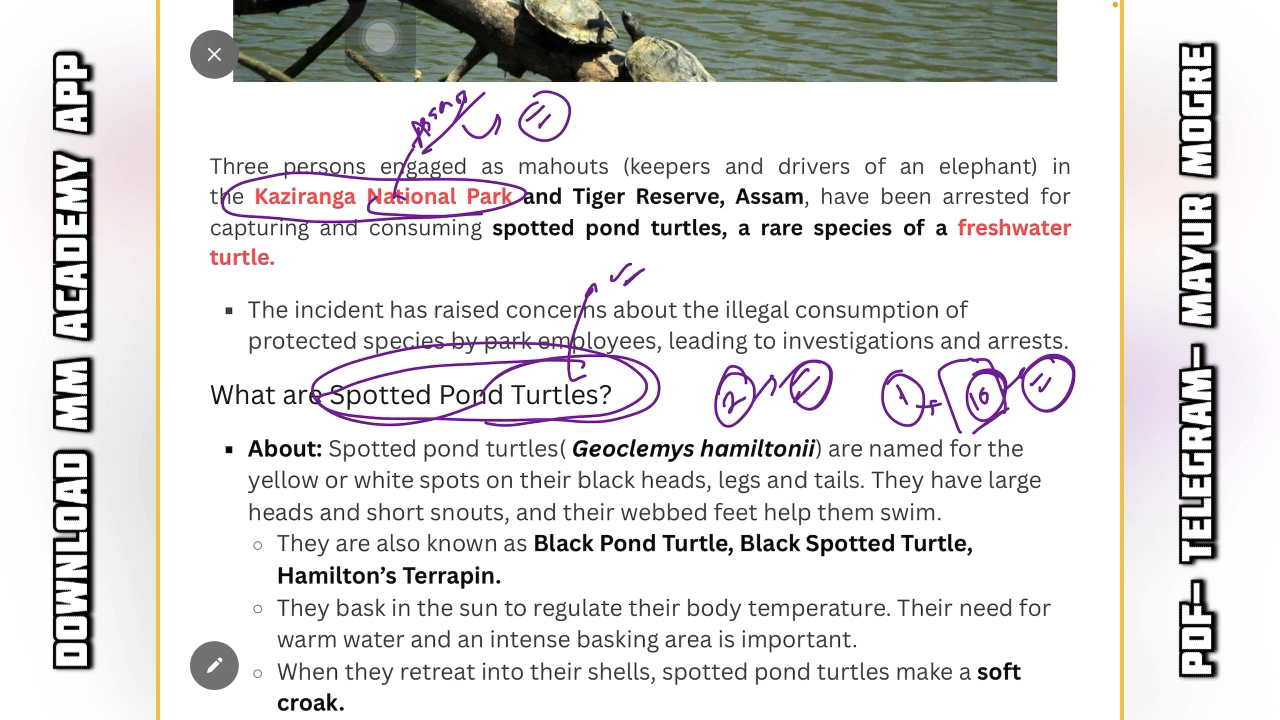 DOWNLOAD MM ACADEMY APP
Three persons engaged as mahouts (keepers and drivers of an elephant) in
the Kaziranga National Park and Tiger Reserve, Assam, have been arrested for
capturing and consuming spotted pond turtles, a rare species of a freshwater
turtle.
▪ The incident has raised concerns about the illegal consumption of
protected species by park employees, leading to investigations and arrests.
What are Spotted Pond Turtles?
2
1 + 10
▪ About: Spotted pond turtles( Geoclemys hamiltonii) are named for the
yellow or white spots on their black heads, legs and tails. They have large
heads and short snouts, and their webbed feet help them swim.
○ They are also known as Black Pond Turtle, Black Spotted Turtle,
Hamilton’s Terrapin.
○ They bask in the sun to regulate their body temperature. Their need for
warm water and an intense basking area is important.
○ When they retreat into their shells, spotted pond turtles make a soft
croak.
PDF- TELEGRAM- MAYUR MOGRE